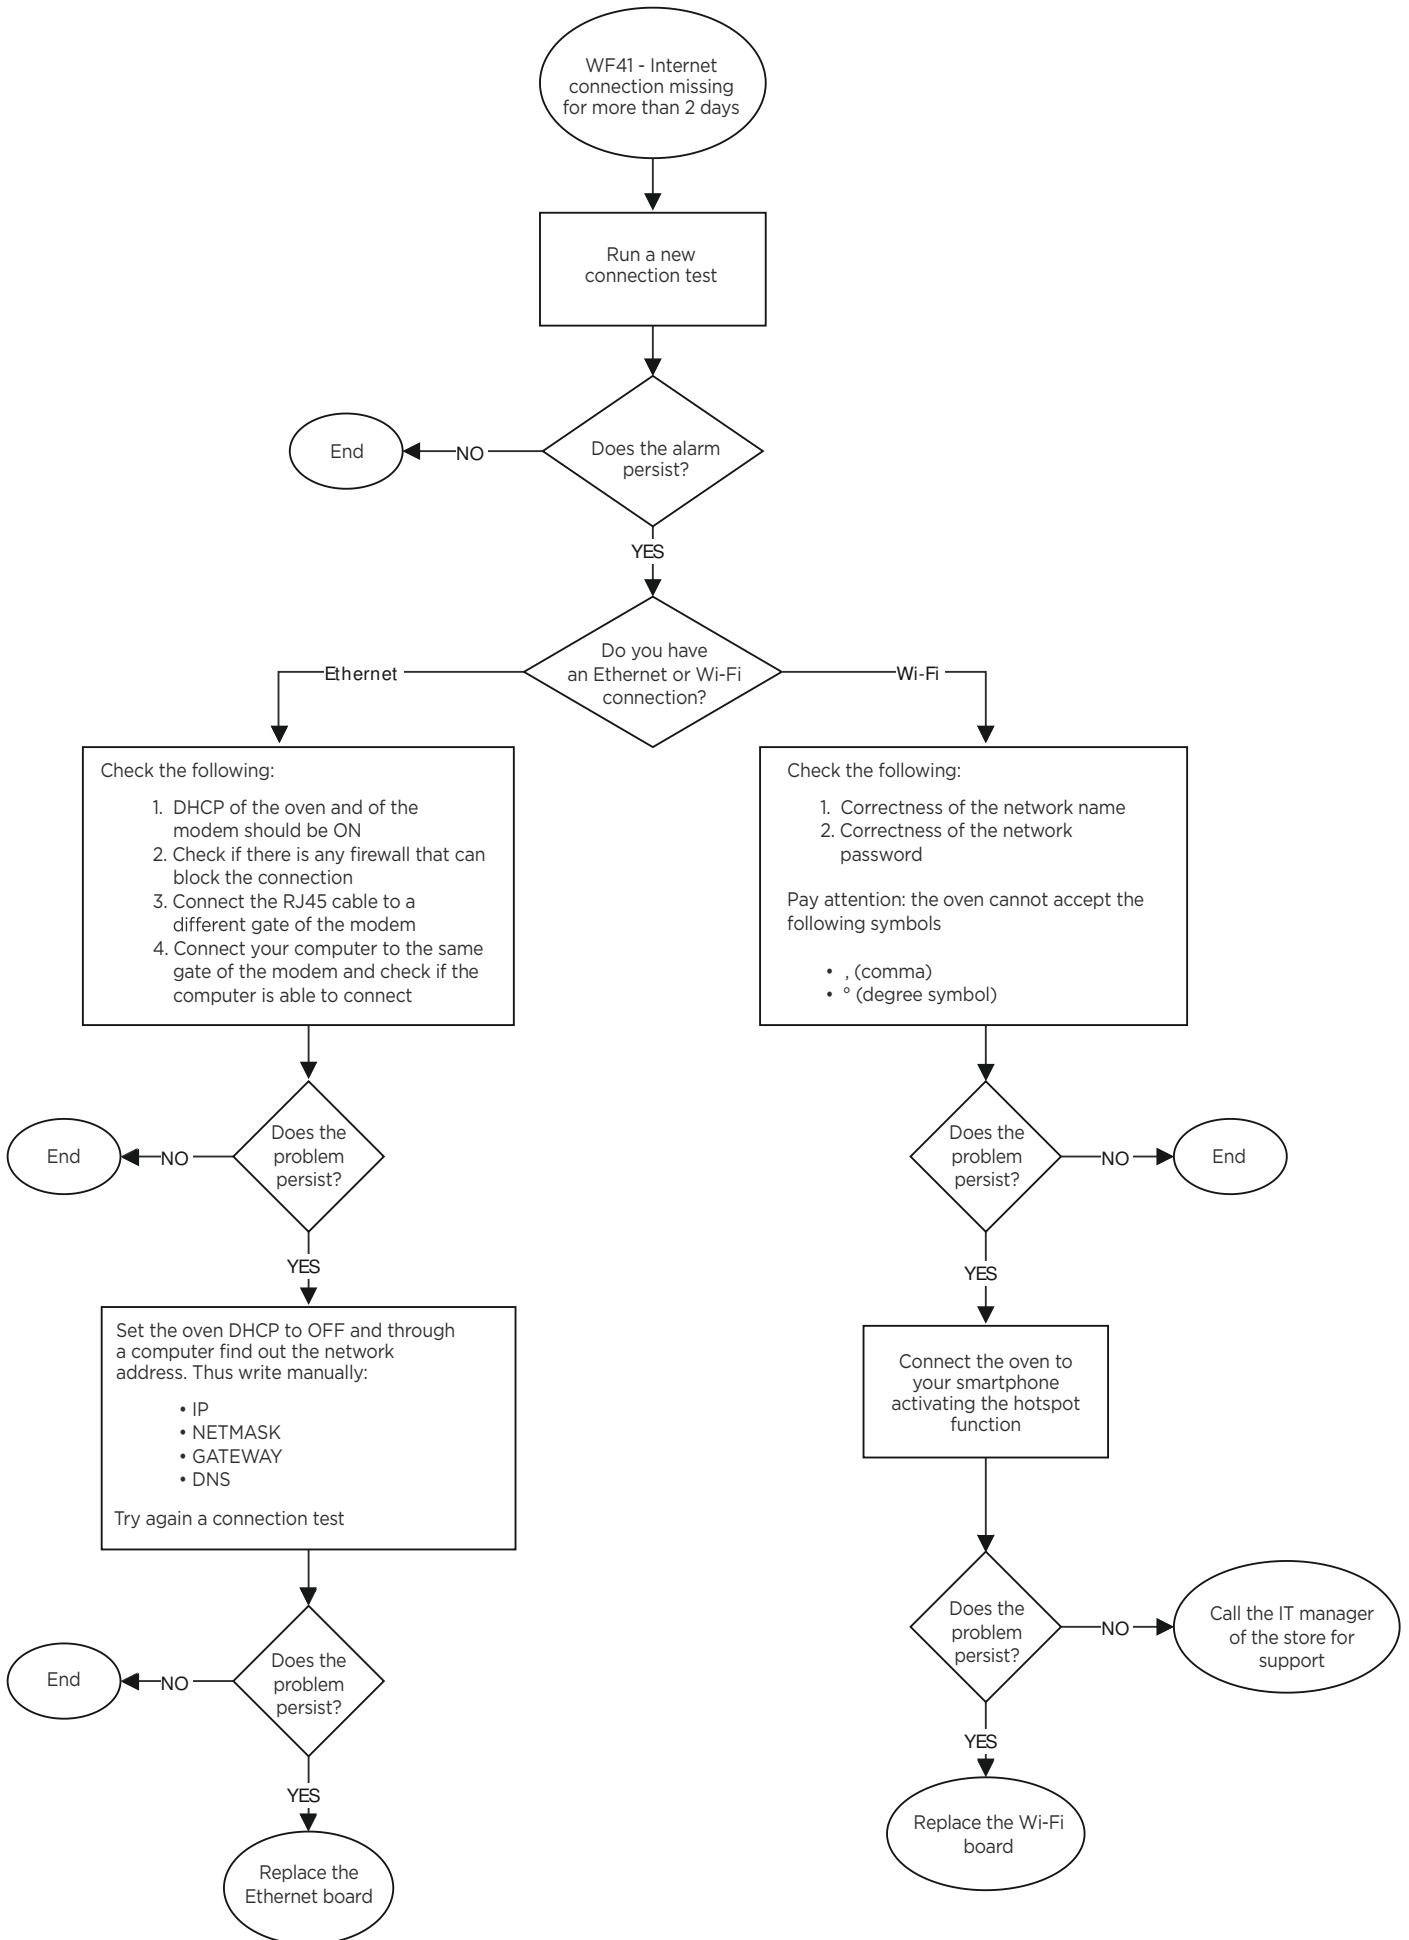 WF41 - Internet
connection missing
for more than 2 days
Run a new
connection test
Does the alarm
persist?
NO
End
YES
Do you have
an Ethernet or Wi-Fi
connection?
Ethernet
Wi-Fi
Check the following:
1. DHCP of the oven and of the
modem should be ON
2. Check if there is any firewall that can
block the connection
3. Connect the RJ45 cable to a
different gate of the modem
4. Connect your computer to the same
gate of the modem and check if the
computer is able to connect
Does the
problem
persist?
NO
End
YES
Set the oven DHCP to OFF and through
a computer find out the network
address. Thus write manually:
• IP
• NETMASK
• GATEWAY
• DNS
Try again a connection test
Does the
problem
persist?
NO
End
YES
Replace the
Ethernet board
Check the following:
1. Correctness of the network name
2. Correctness of the network
password
Pay attention: the oven cannot accept the
following symbols
• , (comma)
• ° (degree symbol)
Does the
problem
persist?
NO
End
YES
Connect the oven to
your smartphone
activating the hotspot
function
Does the
problem
persist?
NO
Call the IT manager
of the store for
support
YES
Replace the Wi-Fi
board